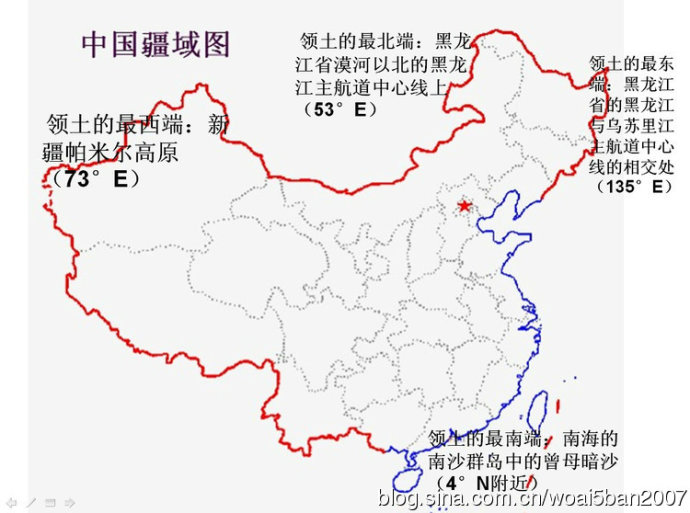 中国疆域图
领土的最北端：黑龙
江省漠河以北的黑龙
江主航道中心线上
（53°E）
领土的最东
端：黑龙江
省的黑龙江
与乌苏里江
主航道中心
线的相交处
（135°E）
领土的最西端：新
疆帕米尔高原
（73°E）
领土的最南端：南海的
南沙群岛中的曾母暗沙
（4°N附近）
blog.sina.com.cn/woai5ban2007